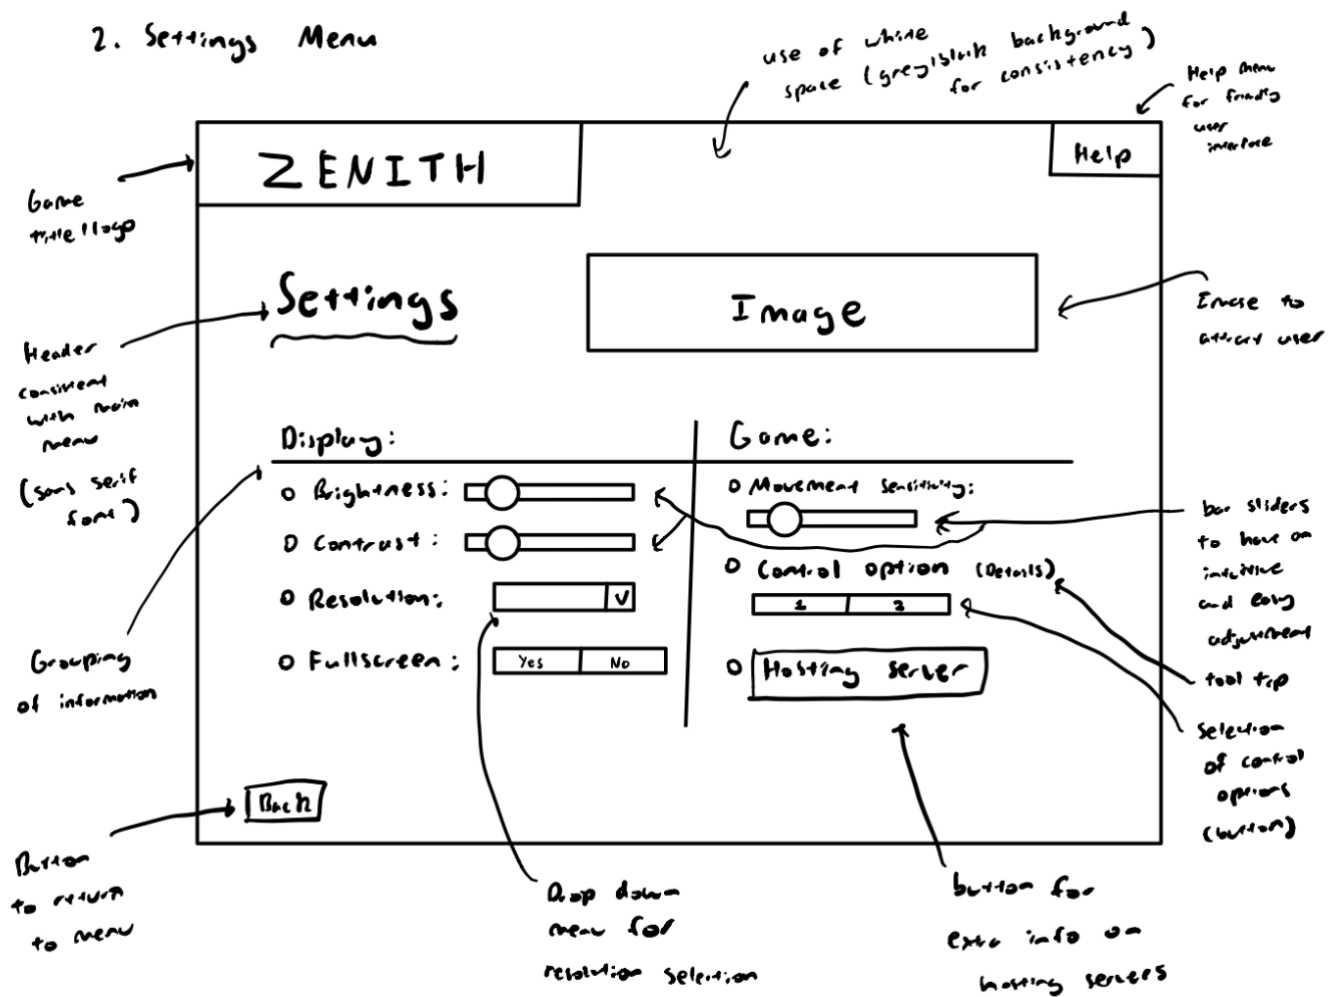 2. Settings Menu
use of white
space (grey/black background
for consistency)
Help menu
for friendly
user
interface
ZENITH
Help
Game
title/logo
Settings
Image
Image to
attract user
Header
consistent
with main
menu
(sans serif
font)
Display:
Game:
Brightness:
Movement Sensitivity:
Contrast:
Control option (Details)
Resolution:
V
1
2
Fullscreen:
Yes
No
Hosting server
bar sliders
to have an
intuitive
and easy
adjustment
tool tip
Grouping
of information
Selection
of control
options
(button)
Back
Button
to return
to menu
Drop down
menu for
resolution selection
button for
extra info on
hosting servers